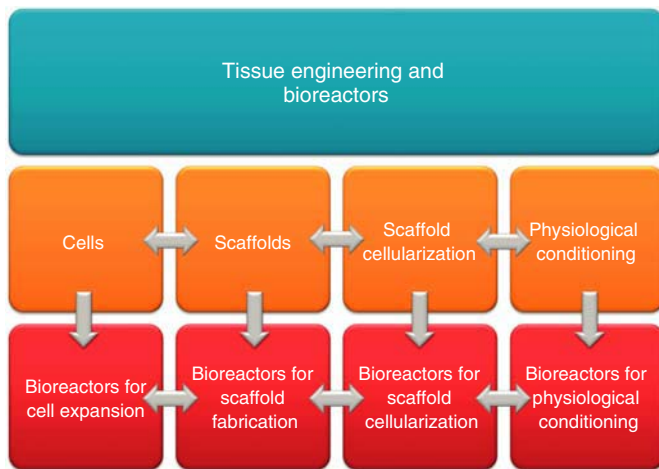 Tissue engineering and
bioreactors
Cells
Scaffolds
Scaffold
cellularization
Physiological
conditioning
Bioreactors for
cell expansion
Bioreactors for
scaffold
fabrication
Bioreactors for
scaffold
cellularization
Bioreactors for
physiological
conditioning